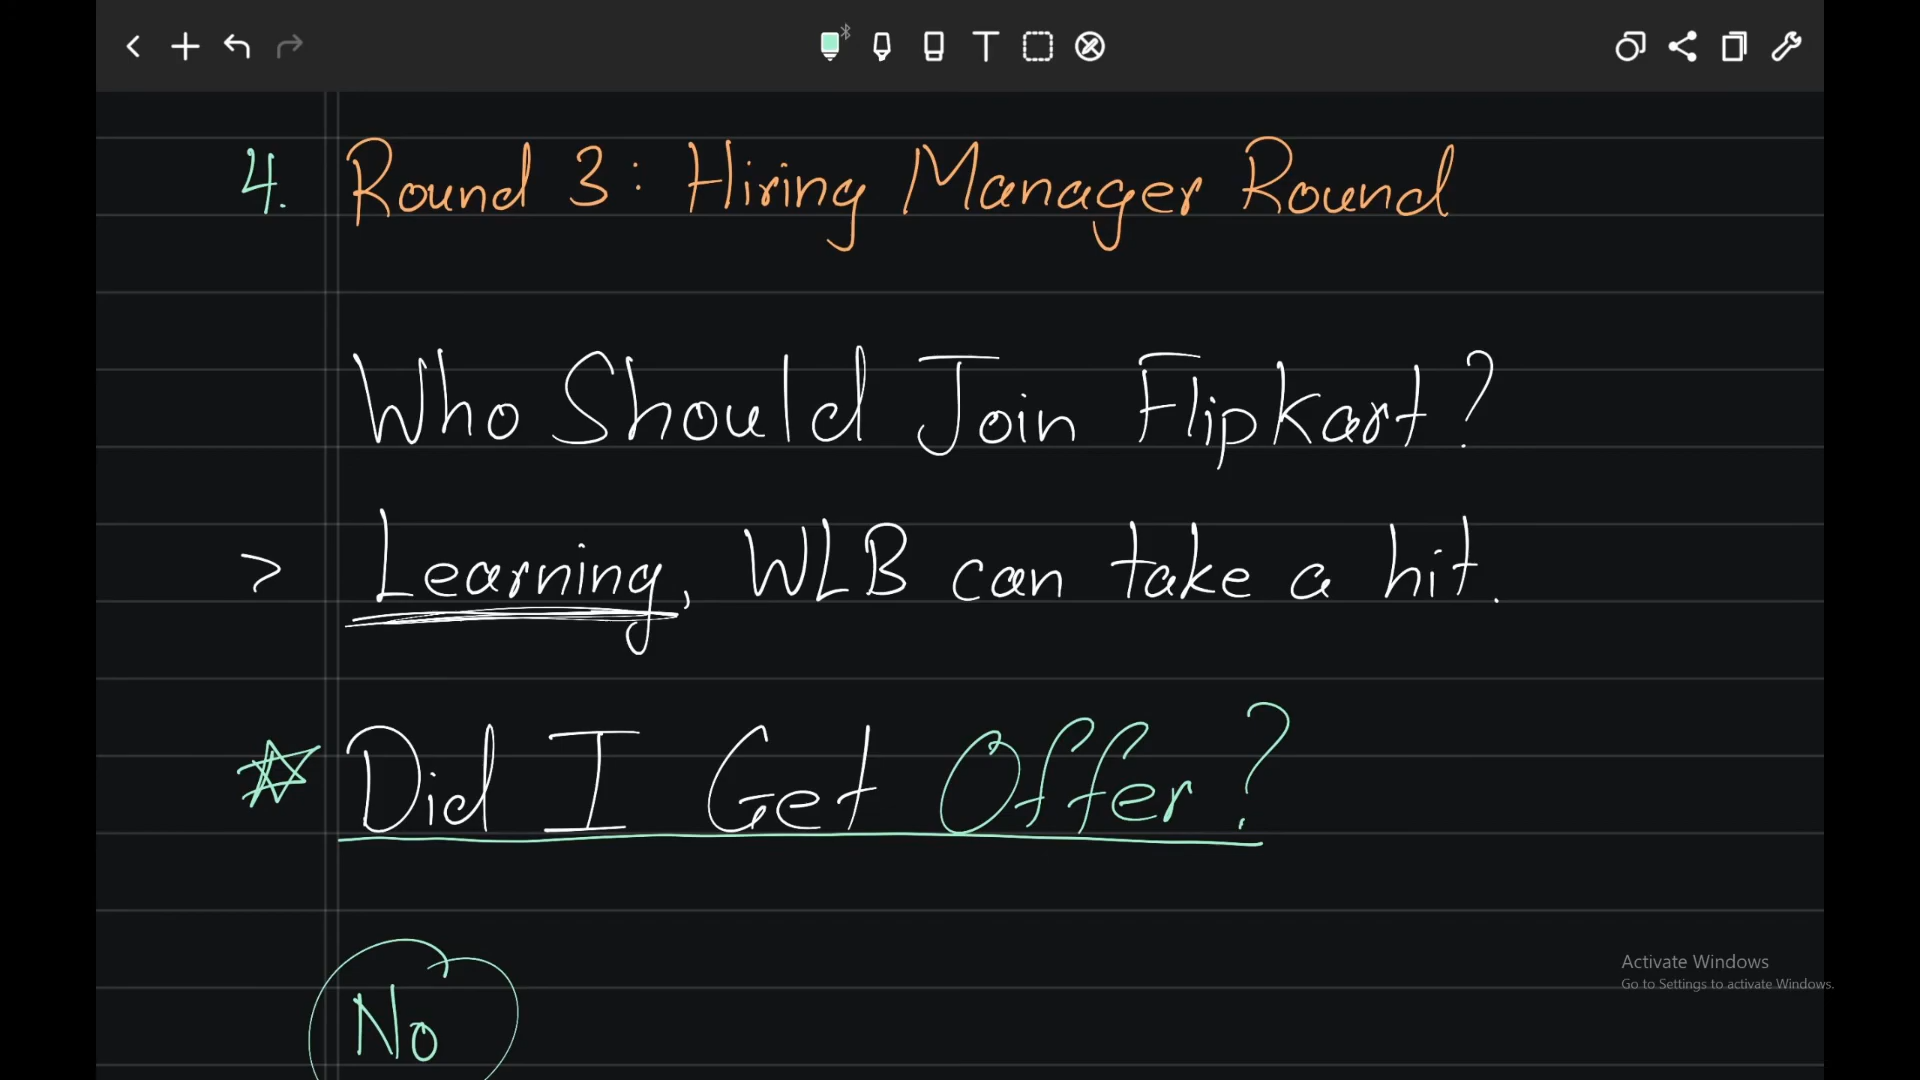 4. Round 3: Hiring Manager Round
Who Should Join Flipkart?
> Learning, WLB can take a hit.
Did I Get Offer?
No
Activate Windows
Go to Settings to activate Windows.